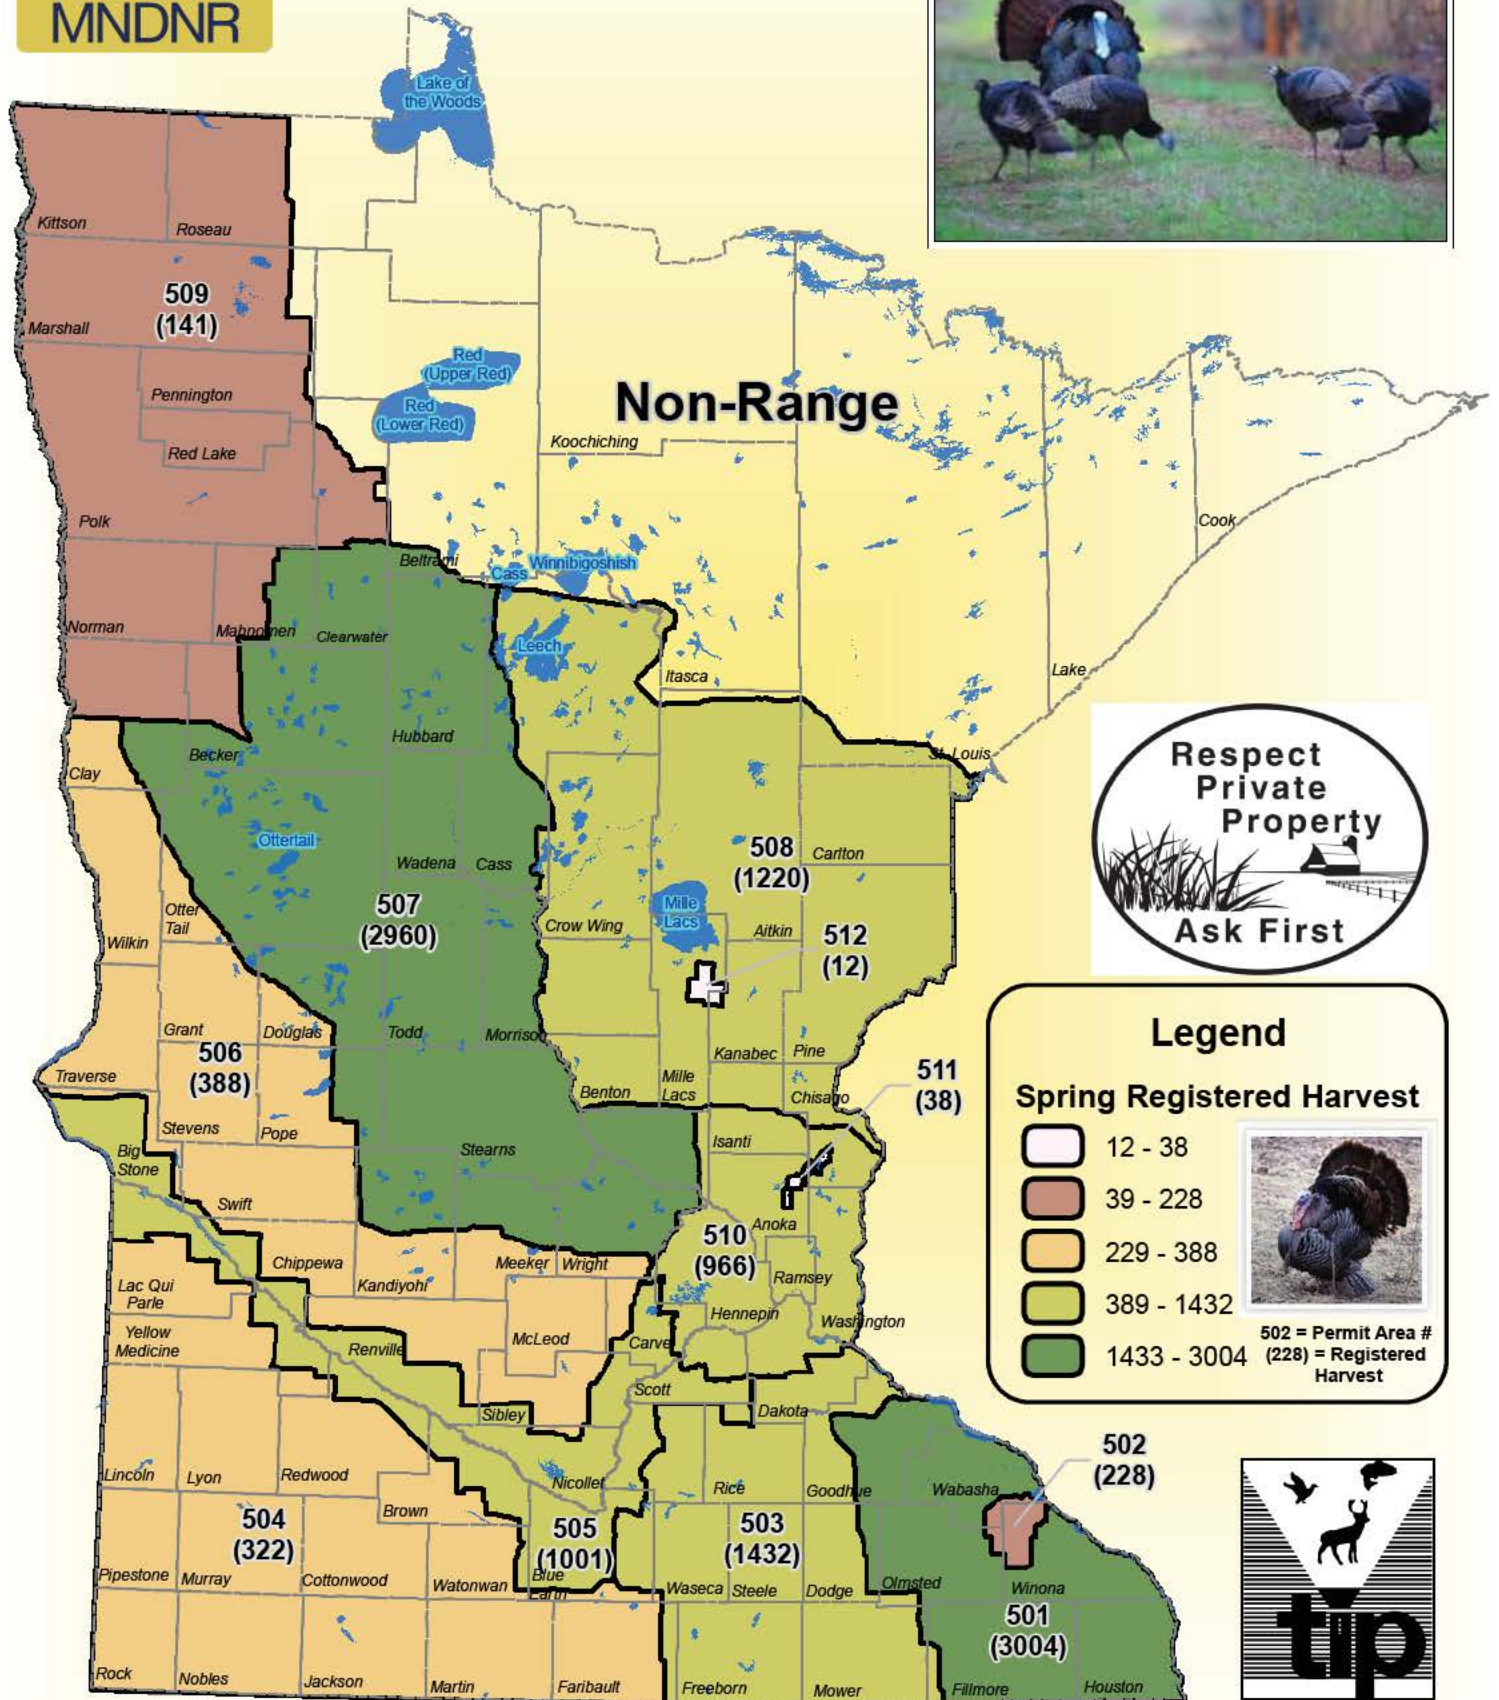 MNDNR
Lake of
the Woods
Kittson
Roseau
509
(141)
Marshall
Red
(Upper Red)
Pennington
Non-Range
Red
(Lower Red)
Koochiching
Red Lake
Polk
Cook
Beltrami
Cass
Winnibigoshish
Norman
Mahnomen
Clearwater
Leech
Itasca
Lake
Hubbard
Becker
St. Louis
Clay
Respect
Private
Property
Ask First
Ottertail
508
(1220)
Carlton
Wadena
Cass
507
(2960)
Mille
Lacs
Otter
Tail
Crow Wing
Aitkin
512
(12)
Wilkin
Grant
Douglas
Todd
Morrison
506
(388)
Kanabec
Pine
Traverse
Benton
Mille
Lacs
Chisago
511
(38)
Stevens
Pope
Isanti
Stearns
Big
Stone
Swift
Anoka
510
(966)
Chippewa
Meeker
Wright
Kandiyohi
Ramsey
Lac Qui
Parle
Hennepin
Washington
Yellow
Medicine
McLeod
Carve
Renville
Scott
Sibley
Dakota
Lincoln
Lyon
Redwood
Nicollet
Rice
Goodhue
Wabasha
502
(228)
Brown
504
(322)
505
(1001)
503
(1432)
Pipestone
Murray
Cottonwood
Watonwan
Blue
Earth
Waseca
Steele
Dodge
Olmsted
Winona
501
(3004)
Rock
Nobles
Jackson
Martin
Faribault
Freeborn
Mower
Fillmore
Houston
Legend
Spring Registered Harvest
12 - 38
39 - 228
229 - 388
389 - 1432
1433 - 3004
502 = Permit Area #
(228) = Registered
Harvest
tip